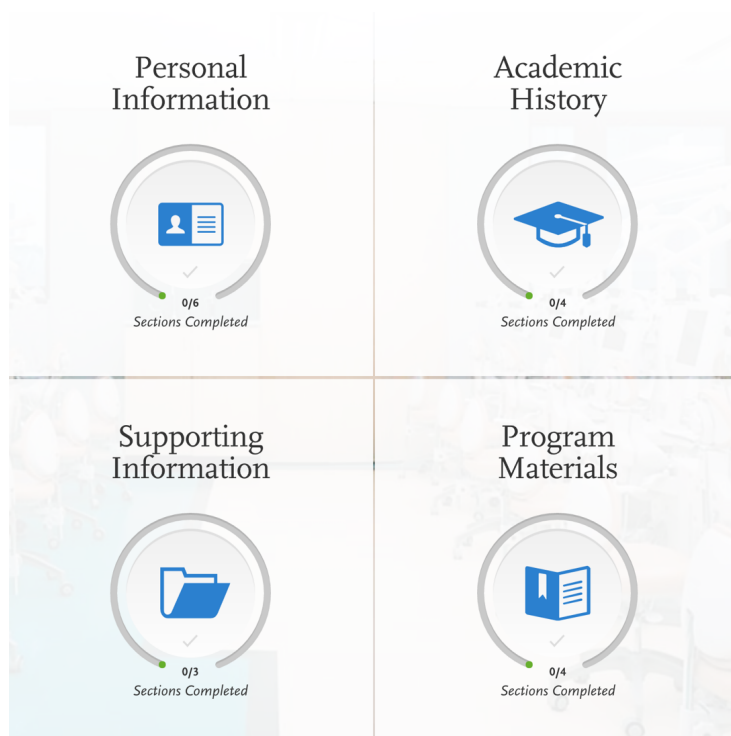 Personal
Information
0/6
Sections Completed
Academic
History
0/4
Sections Completed
Supporting
Information
0/3
Sections Completed
Program
Materials
0/4
Sections Completed